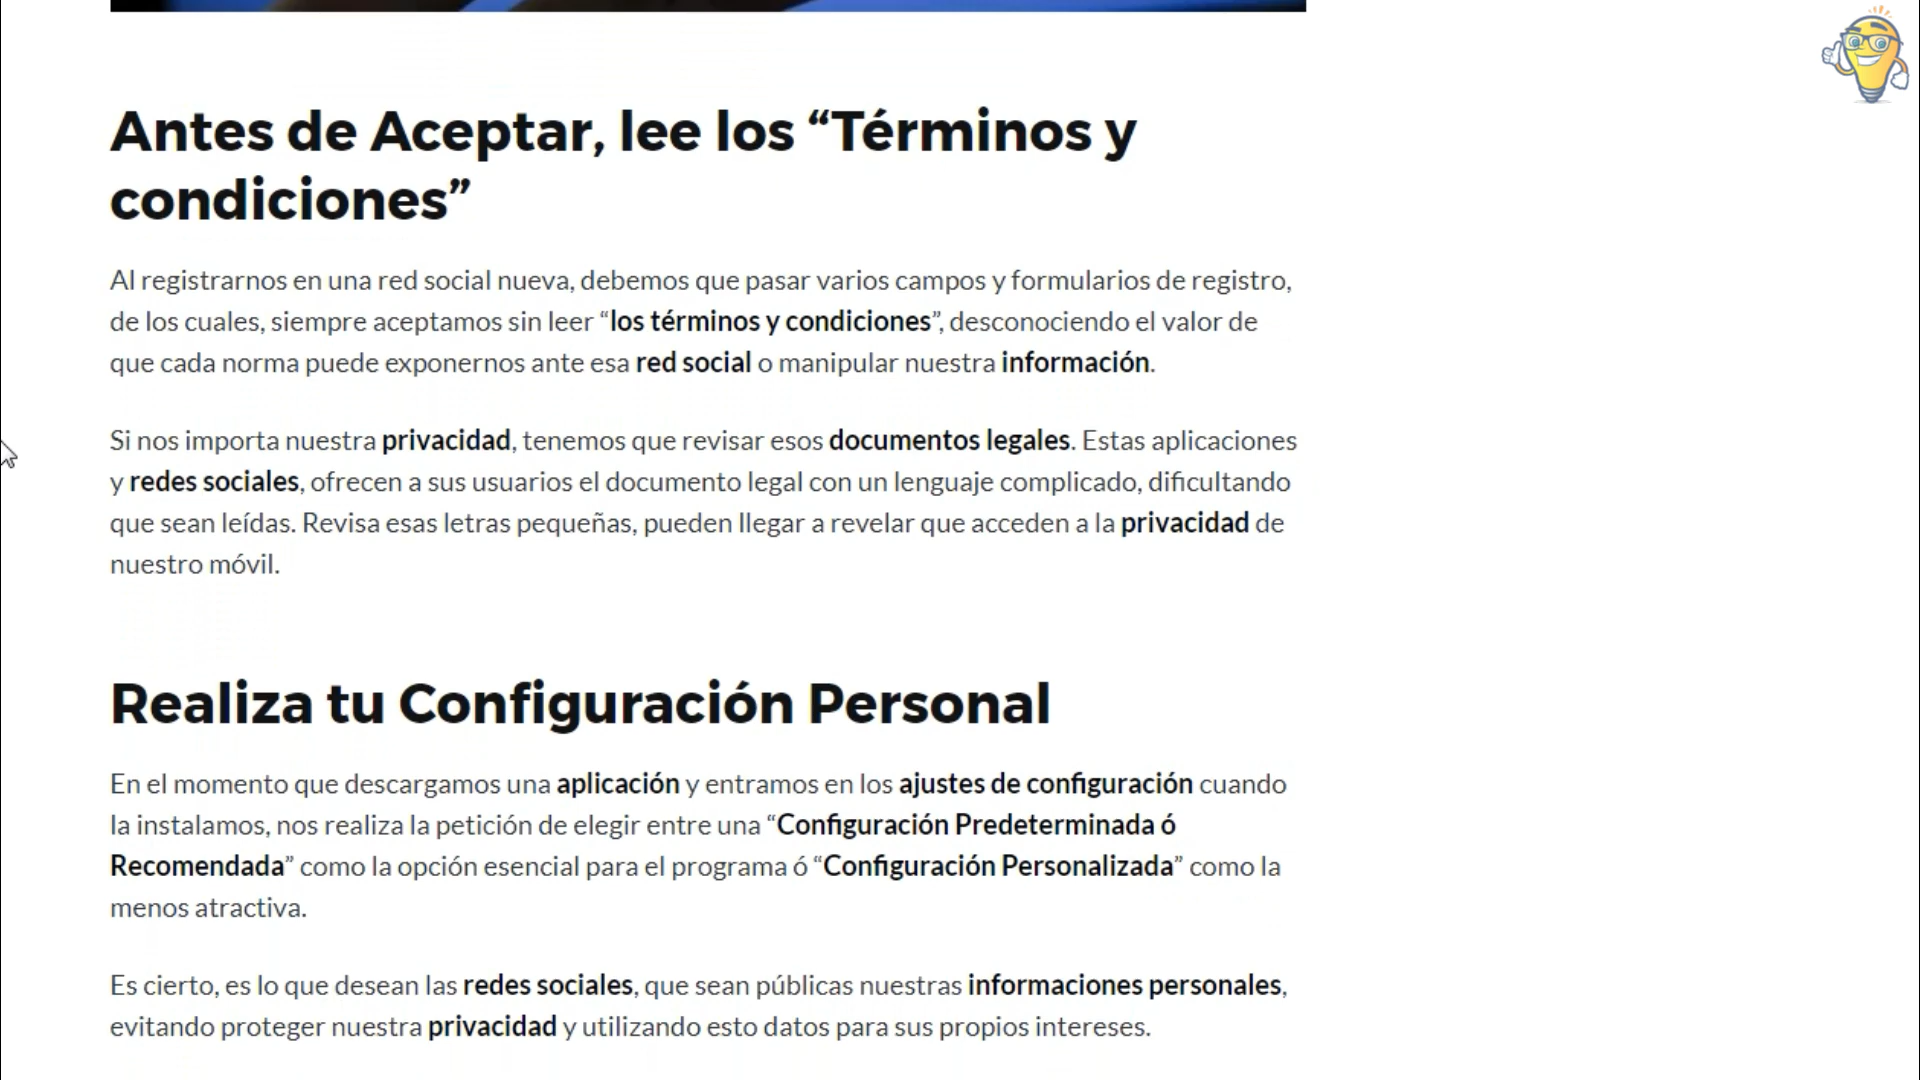 Antes de Aceptar, lee los “Términos y
condiciones”
Al registrarnos en una red social nueva, debemos que pasar varios campos y formularios de registro,
de los cuales, siempre aceptamos sin leer “los términos y condiciones”, desconociendo el valor de
que cada norma puede exponernos ante esa red social o manipular nuestra información.
Si nos importa nuestra privacidad, tenemos que revisar esos documentos legales. Estas aplicaciones
y redes sociales, ofrecen a sus usuarios el documento legal con un lenguaje complicado, dificultando
que sean leídas. Revisa esas letras pequeñas, pueden llegar a revelar que acceden a la privacidad de
nuestro móvil.
Realiza tu Configuración Personal
En el momento que descargamos una aplicación y entramos en los ajustes de configuración cuando
la instalamos, nos realiza la petición de elegir entre una “Configuración Predeterminada ó
Recomendada” como la opción esencial para el programa ó “Configuración Personalizada” como la
menos atractiva.
Es cierto, es lo que desean las redes sociales, que sean públicas nuestras informaciones personales,
evitando proteger nuestra privacidad y utilizando esto datos para sus propios intereses.